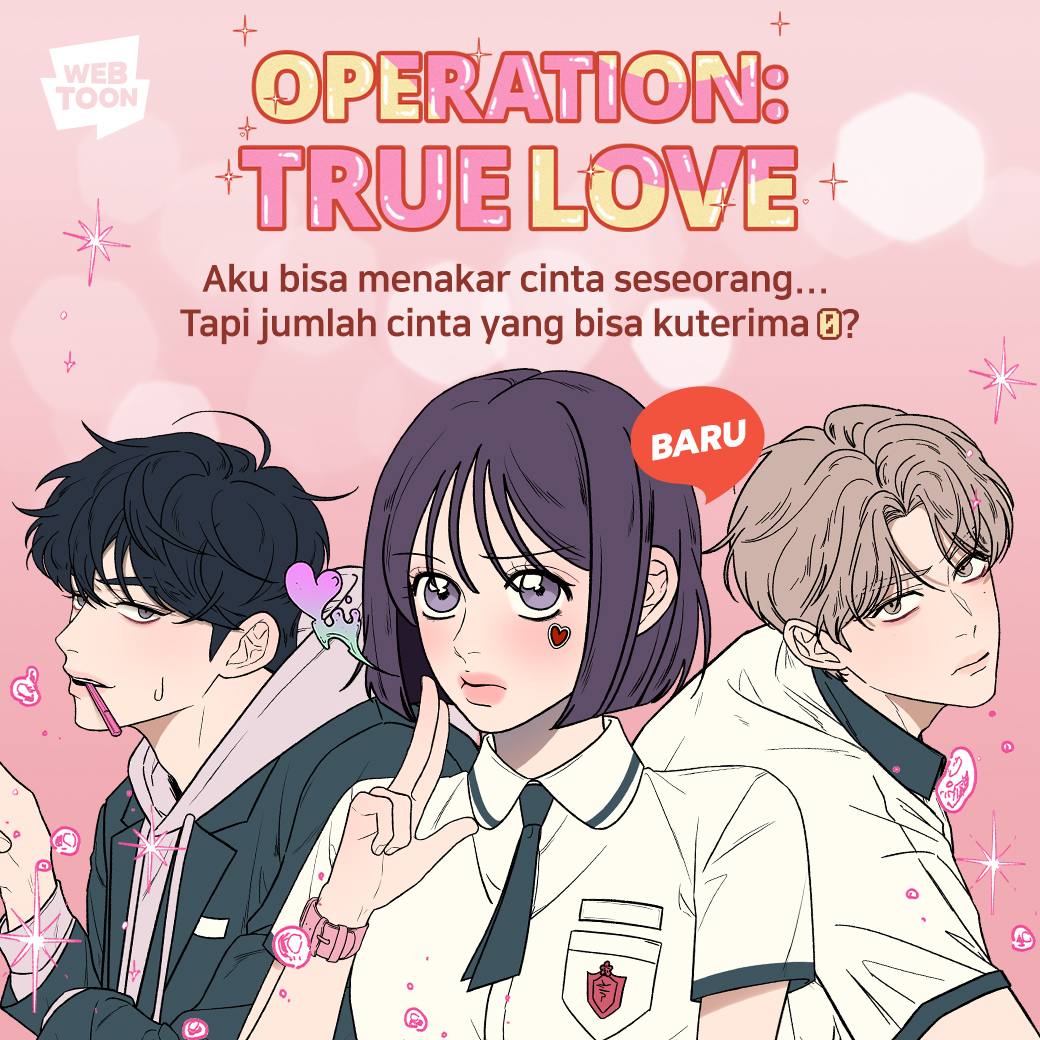 WEB
TOON
OPERATION:
TRUE LOVE
Aku bisa menakar cinta seseorang...
Tapi jumlah cinta yang bisa kuterima 0?
BARU